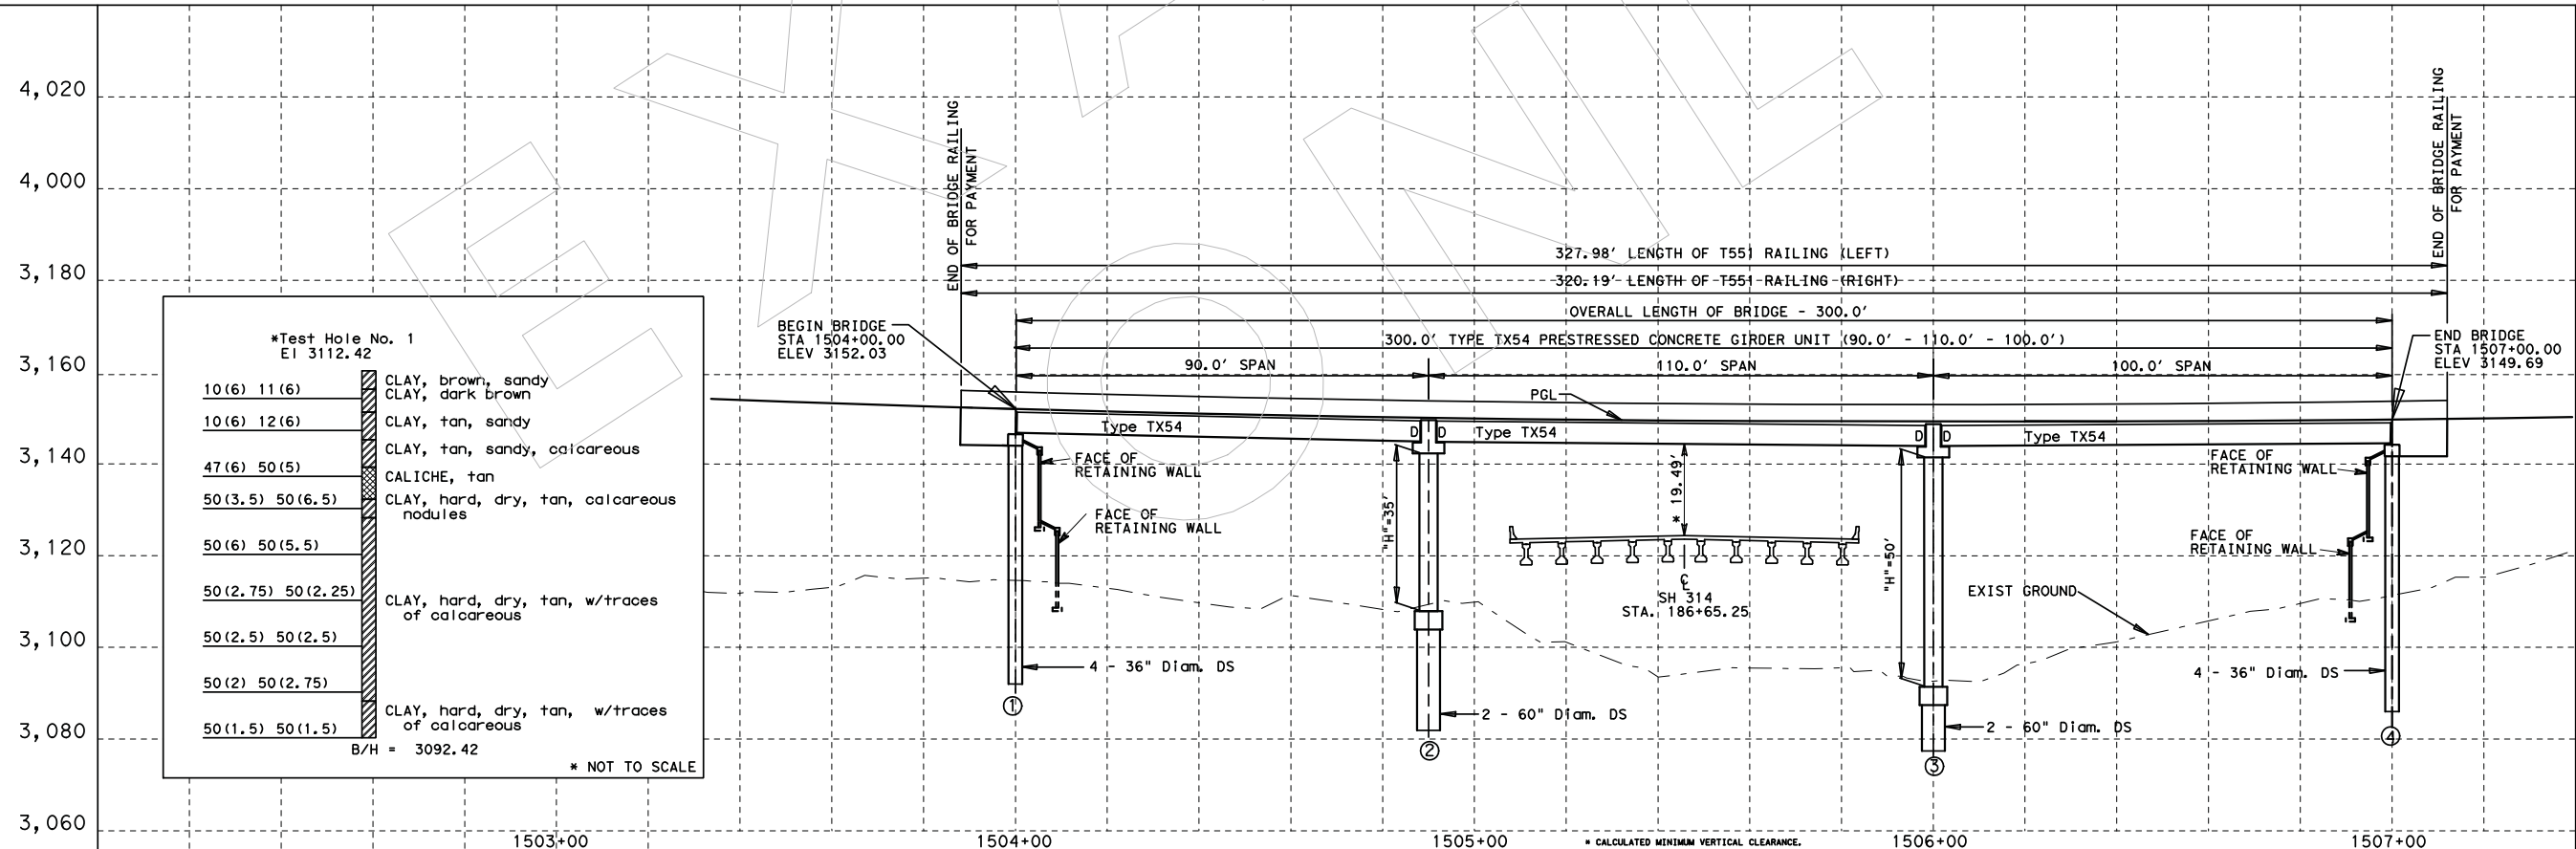 4,020
4,000
3,180
3,160
3,140
3,120
3,100
3,080
3,060
*Test Hole No. 1
El 3112.42
10(6) 11(6)
10(6) 12(6)
47(6) 50(5)
50(3.5) 50(6.5)
50(6) 50(5.5)
50(2.75) 50(2.25)
50(2.5) 50(2.5)
50(2) 50(2.75)
50(1.5) 50(1.5)
CLAY, brown, sandy
CLAY, dark brown
CLAY, tan, sandy
CLAY, tan, sandy, calcareous
CALICHE, tan
CLAY, hard, dry, tan, calcareous
nodules
CLAY, hard, dry, tan, w/traces
of calcareous
CLAY, hard, dry, tan, w/traces
of calcareous
B/H = 3092.42
* NOT TO SCALE
END OF BRIDGE RAILING
FOR PAYMENT
327.98' LENGTH OF T551 RAILING (LEFT)
320.19' LENGTH OF T551 RAILING (RIGHT)
OVERALL LENGTH OF BRIDGE - 300.0'
300.0' TYPE TX54 PRESTRESSED CONCRETE GIRDER UNIT (90.0' - 110.0' - 100.0')
90.0' SPAN
110.0' SPAN
100.0' SPAN
END OF BRIDGE RAILING
FOR PAYMENT
BEGIN BRIDGE
STA 1504+00.00
ELEV 3152.03
END BRIDGE
STA 1507+00.00
ELEV 3149.69
PGL
Type TX54
D D
Type TX54
D D
Type TX54
FACE OF
RETAINING WALL
FACE OF
RETAINING WALL
"H"=35'
* 19.49'
"H"=50'
FACE OF
RETAINING WALL
FACE OF
RETAINING WALL
CL
SH 314
STA. 186+65.25
EXIST GROUND
4 - 36" Diam. DS
2 - 60" Diam. DS
2 - 60" Diam. DS
4 - 36" Diam. DS
1
2
3
4
1503+00
1504+00
1505+00
* CALCULATED MINIMUM VERTICAL CLEARANCE.
1506+00
1507+00